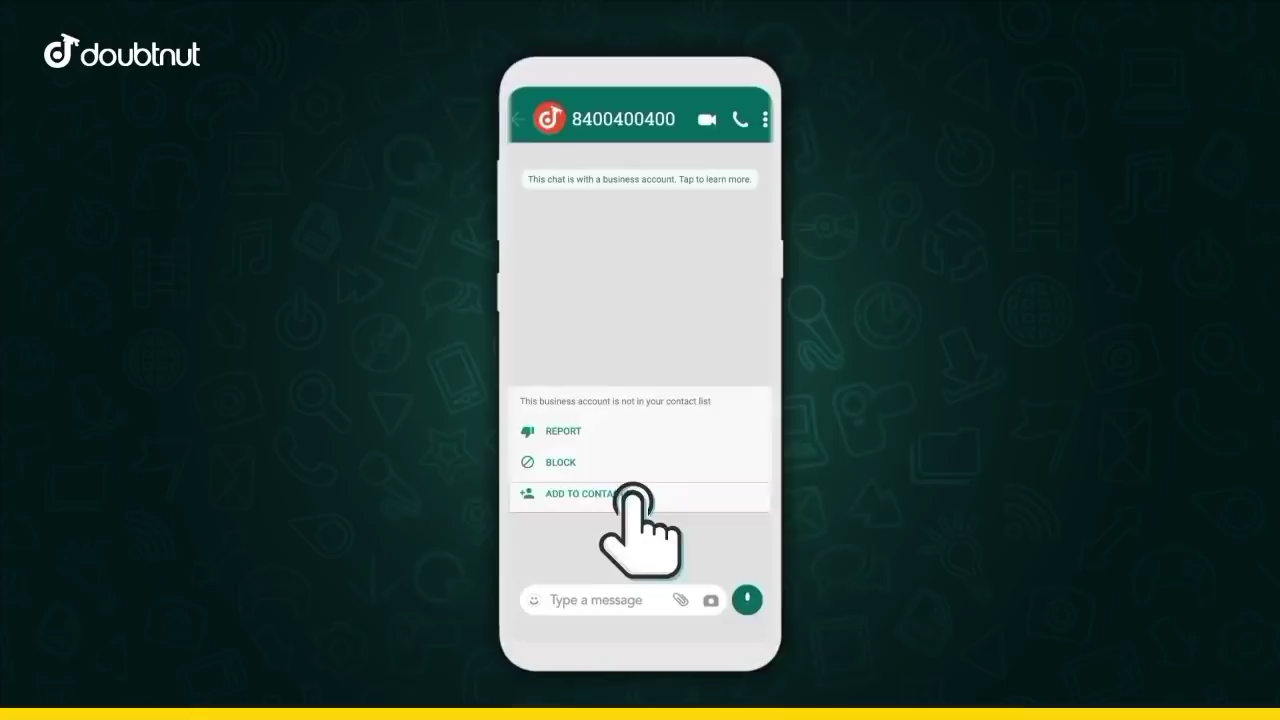 doubtnut
8400400400
This chat is with a business account. Tap to learn more.
This business account is not in your contact list
REPORT
BLOCK
ADD TO
Type a message